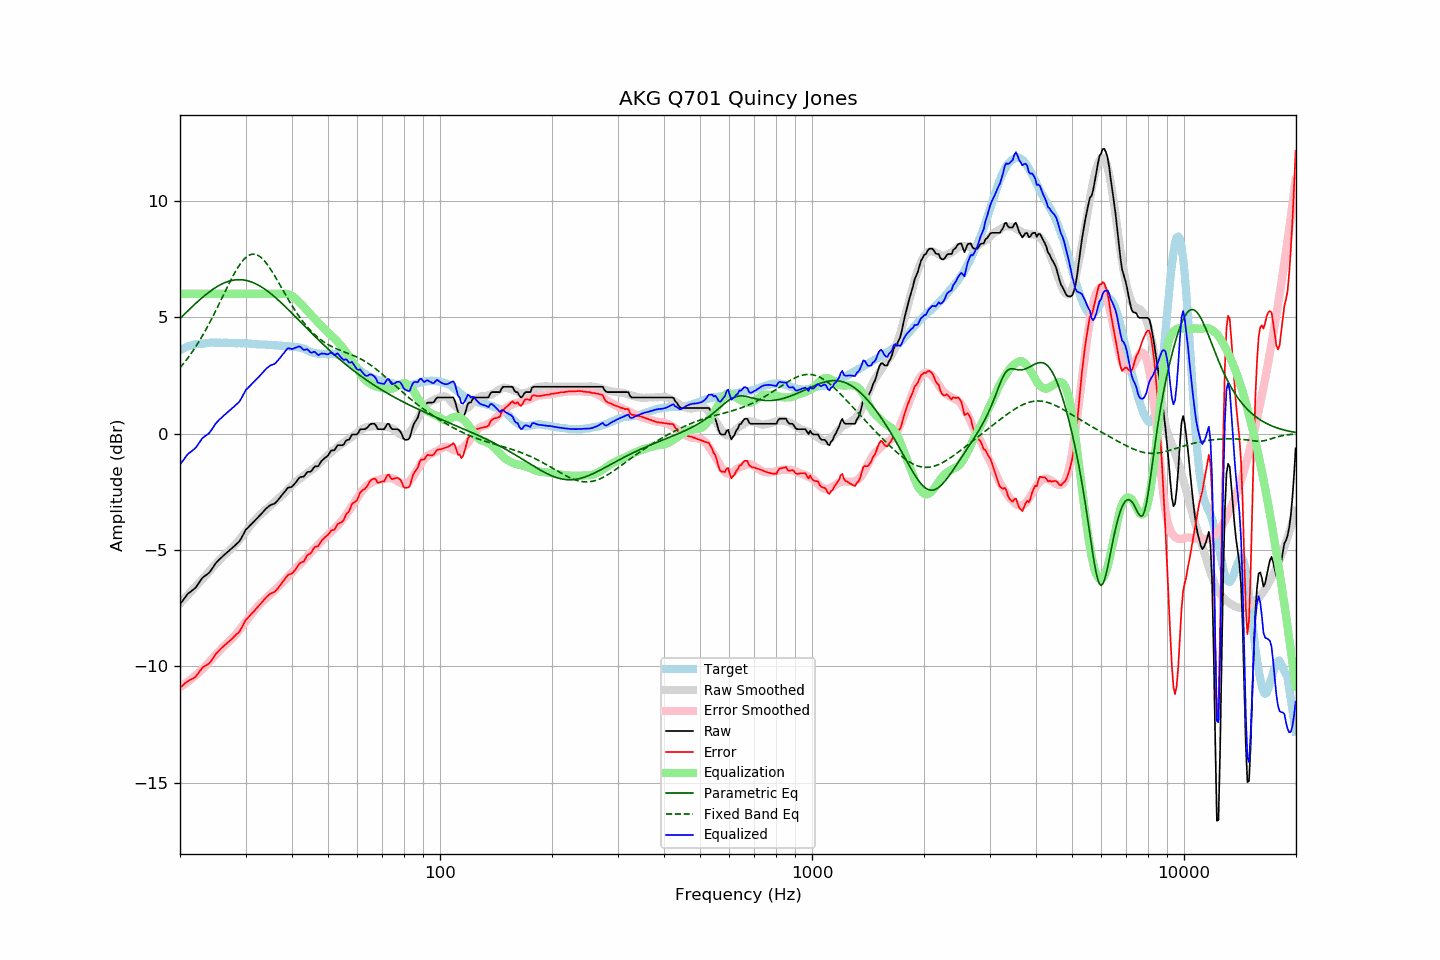 AKG Q701 Quincy Jones
Amplitude (dBr)
10
5
0
−5
−10
−15
100
1000
10000
Frequency (Hz)
Target
Raw Smoothed
Error Smoothed
Raw
Error
Equalization
Parametric Eq
Fixed Band Eq
Equalized